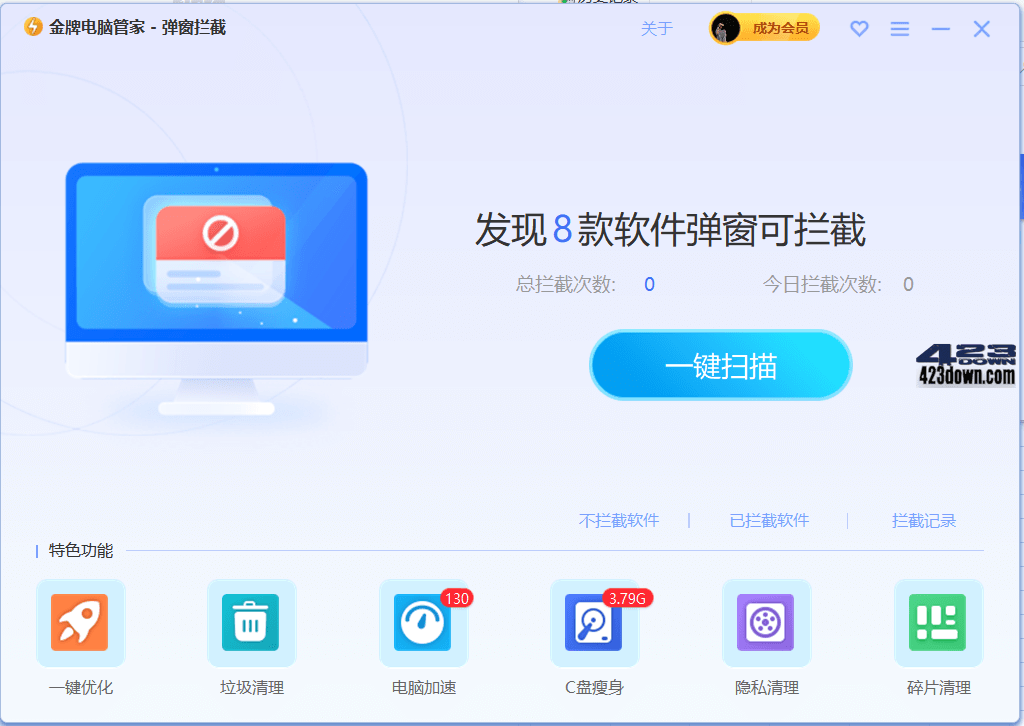 金牌电脑管家 - 弹窗拦截
关于
成为会员
发现8款软件弹窗可拦截
总拦截次数: 0
今日拦截次数: 0
一键扫描
423
DOWN
423down.com
不拦截软件 | 已拦截软件 | 拦截记录
特色功能
130
3.79G
一键优化
垃圾清理
电脑加速
C盘瘦身
隐私清理
碎片清理